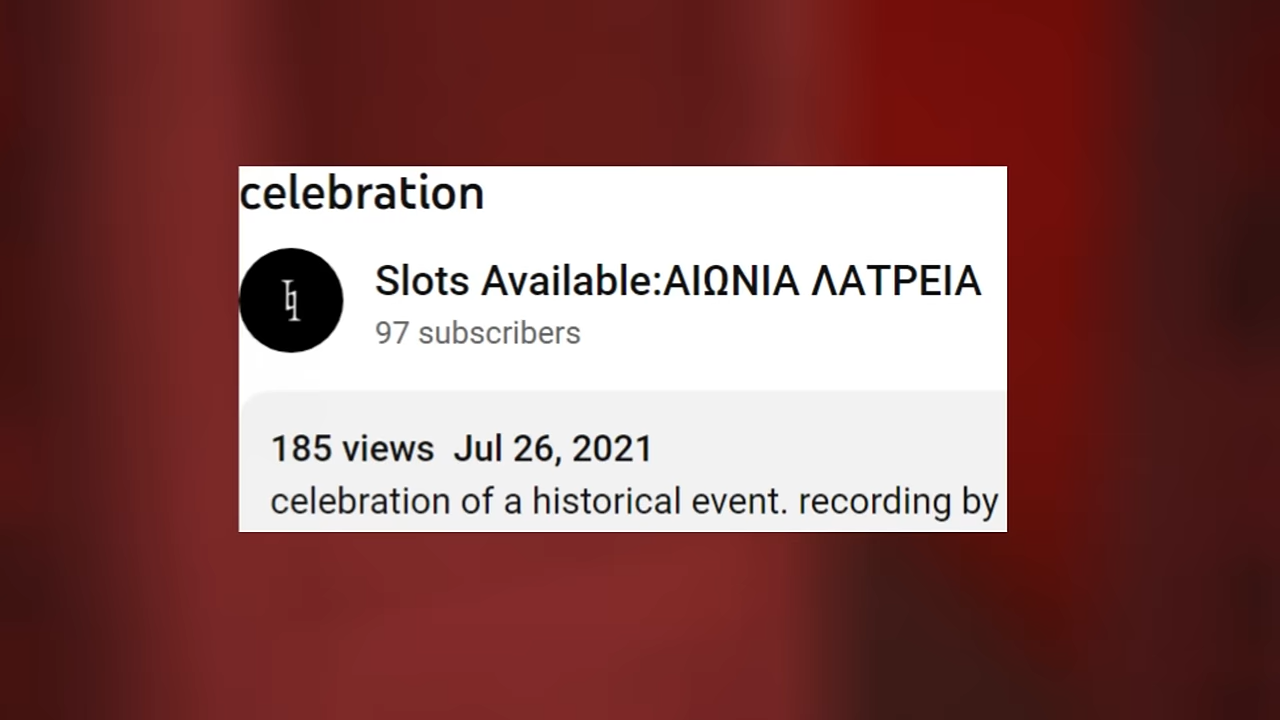 celebration
Slots Available:ΑΙΩΝΙΑ ΛΑΤΡΕΙΑ
97 subscribers
185 views Jul 26, 2021
celebration of a historical event. recording by